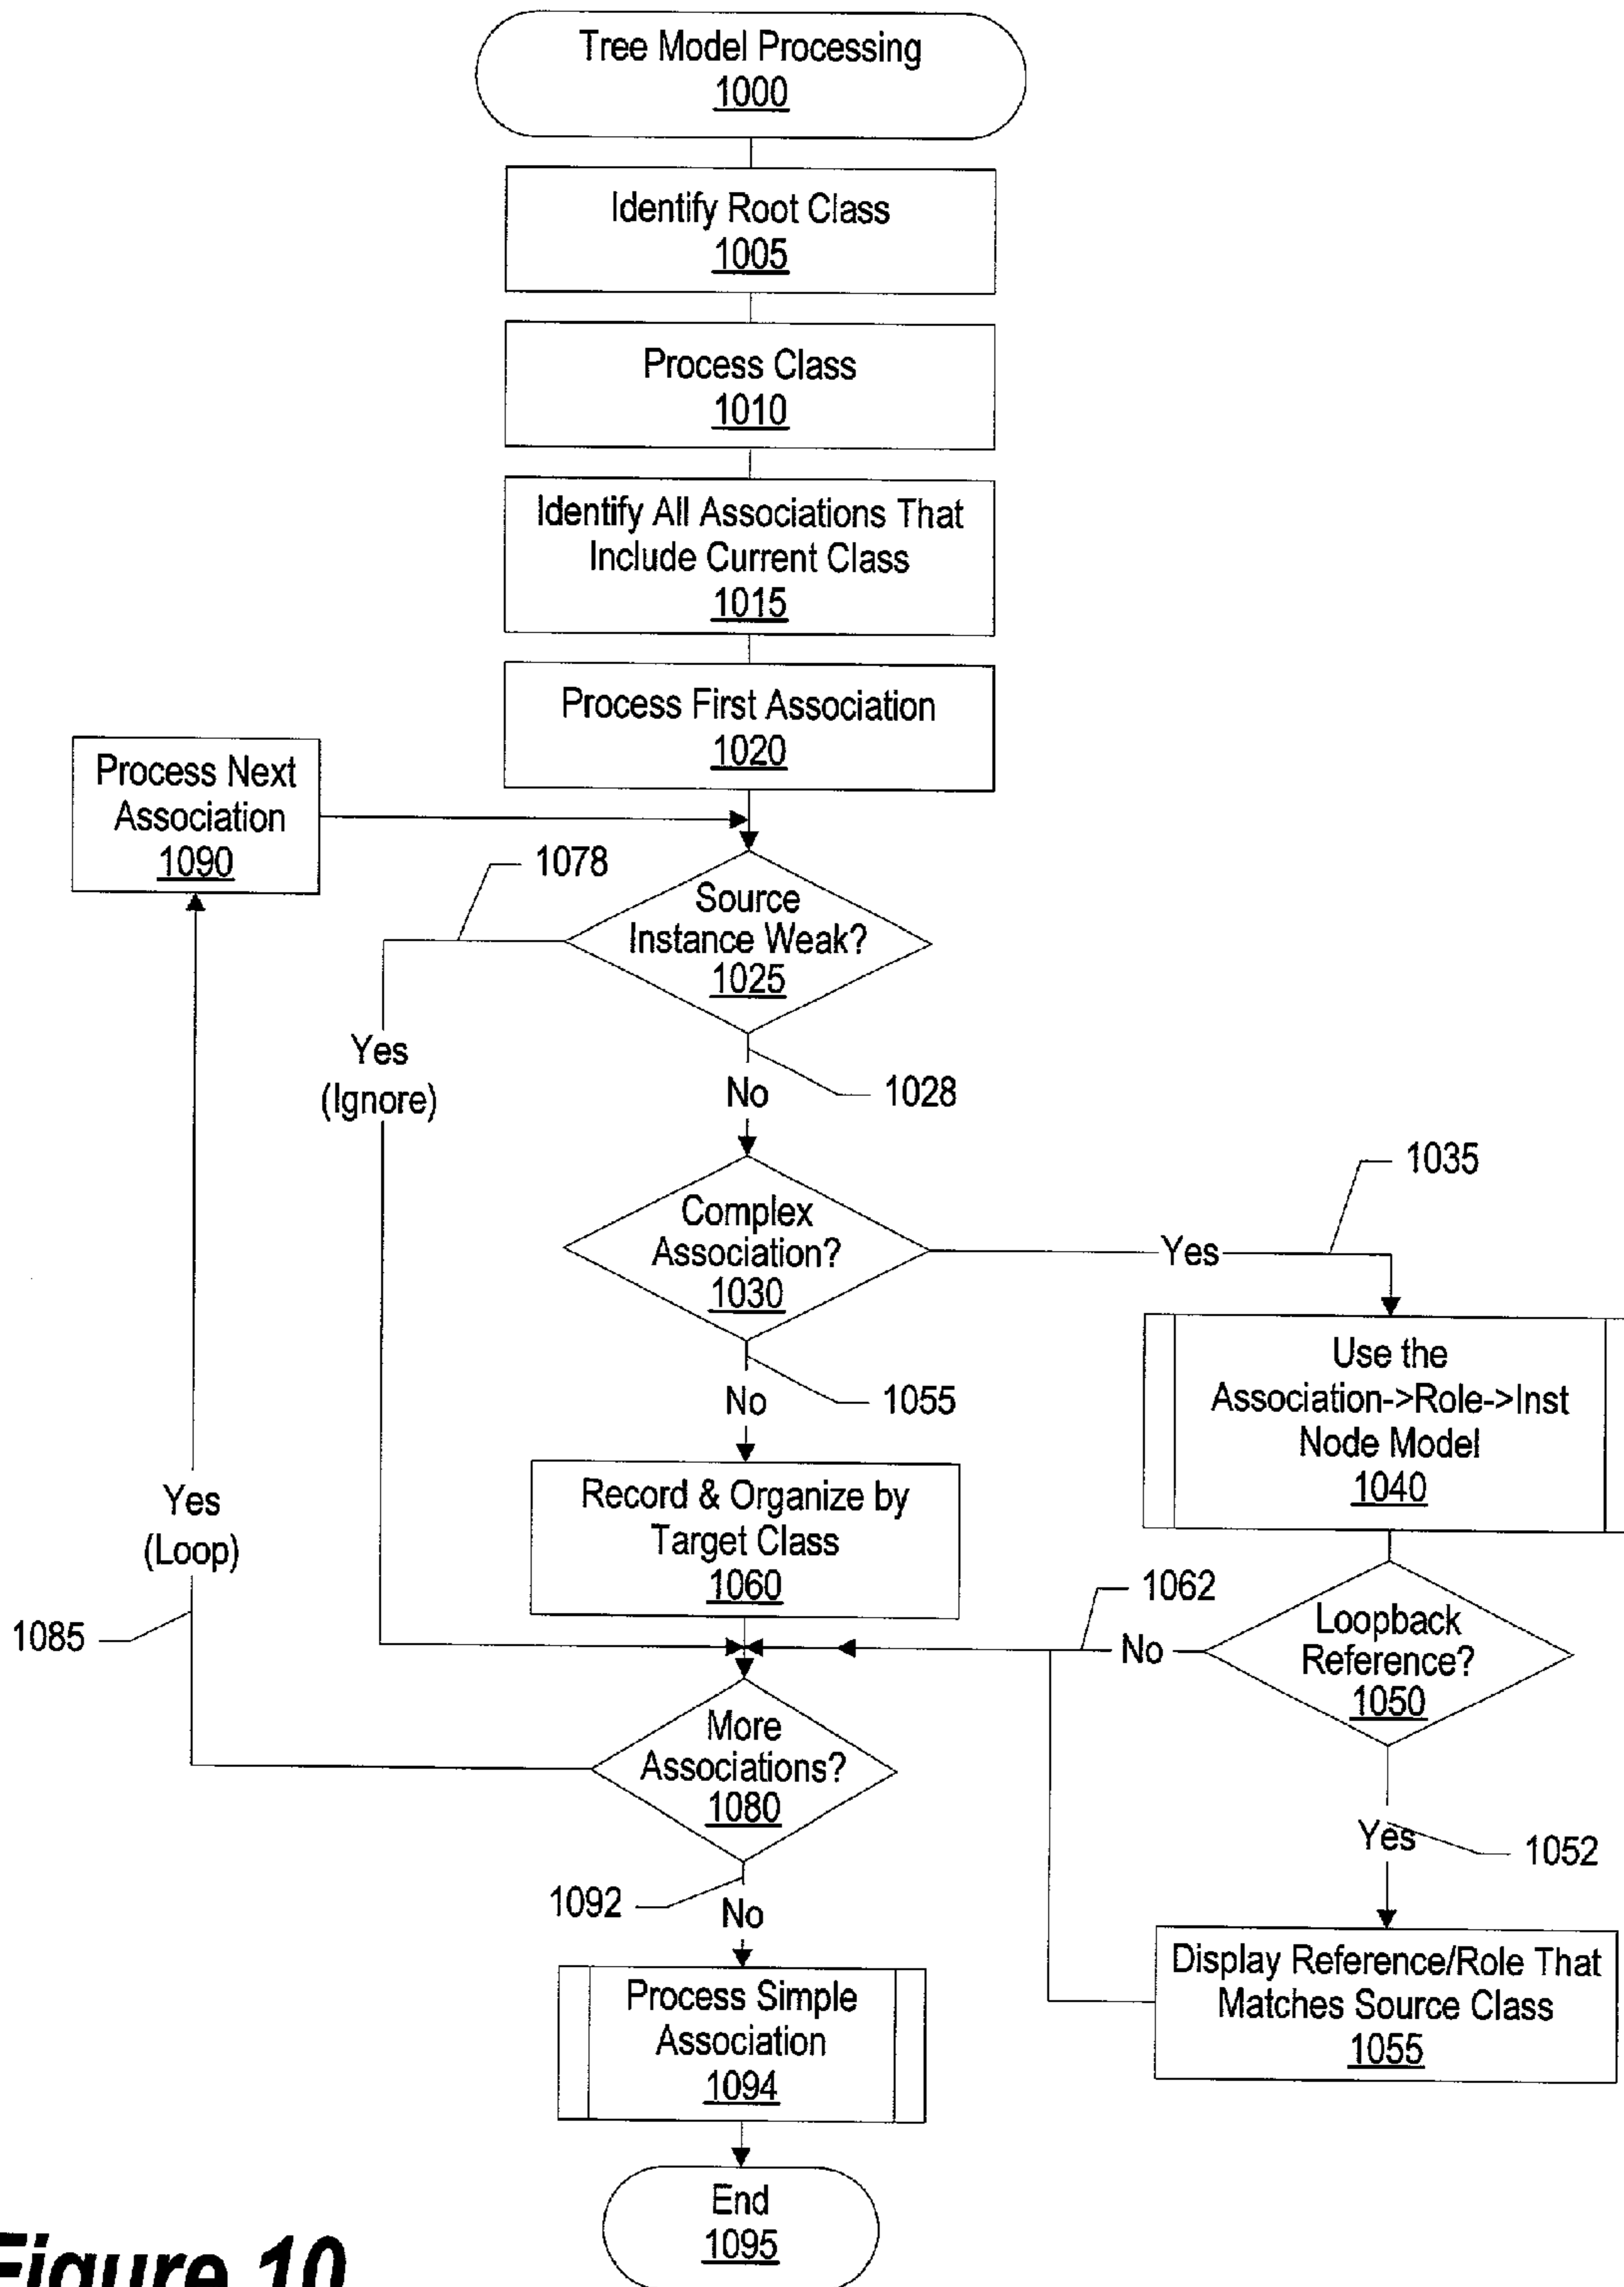 Tree Model Processing
1000
Identify Root Class
1005
Process Class
1010
Identify All Associations That
Include Current Class
1015
Process First Association
1020
Process Next
Association
1090
1078
Source
Instance Weak?
1025
Yes
(Ignore)
No
1028
1035
Complex
Association?
1030
Yes
No
1055
Use the
Association->Role->Inst
Node Model
1040
Record & Organize by
Target Class
1060
Yes
(Loop)
1085
1062
No
Loopback
Reference?
1050
More
Associations?
1080
Yes
1052
1092
No
Process Simple
Association
1094
Display Reference/Role That
Matches Source Class
1055
End
1095
Figure 10